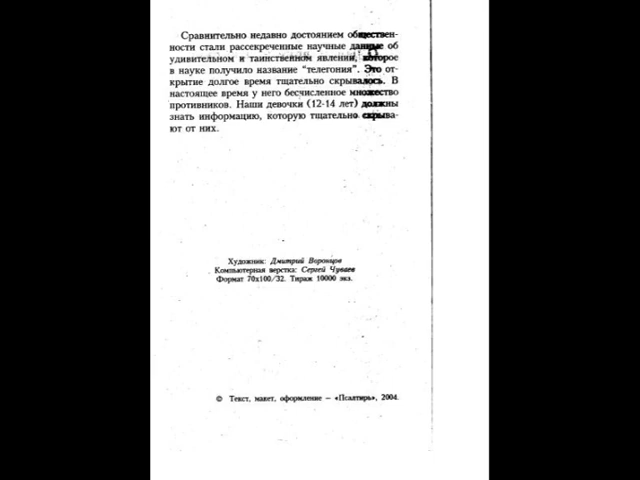 Сравнительно недавно достоянием обществен-
ности стали рассекреченные научные данные об
удивительном и таинственном явлении, которое
в науке получило название "телегония". Это от-
крытие долгое время тщательно скрывалось. В
настоящее время у него бесчисленное множество
противников. Наши девочки (12-14 лет) должны
знать информацию, которую тщательно скрыва-
ют от них.
Художник: Дмитрий Воронцов
Компьютерная верстка: Сергей Чуваев
Формат 70х100/32. Тираж 10000 экз.
© Текст, макет, оформление — «Псалтирь», 2004.